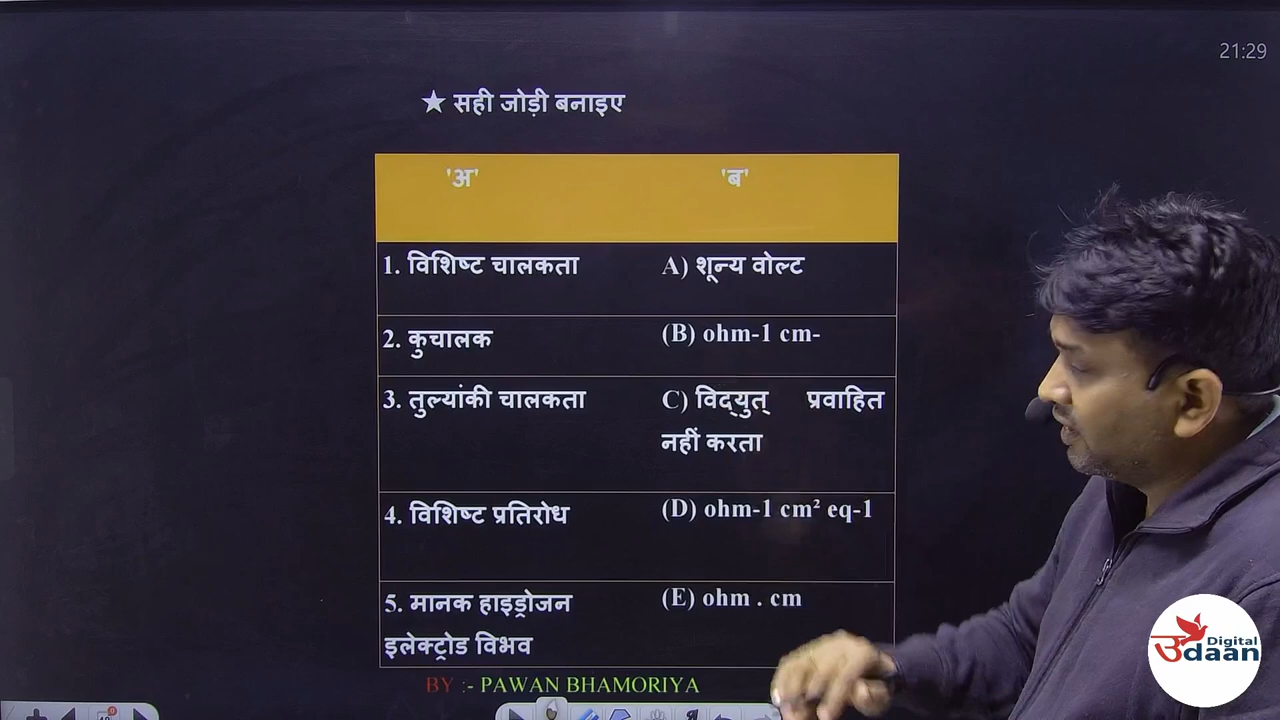 21:29
★ सही जोड़ी बनाइए
'अ' 'ब'
1. विशिष्ट चालकता A) शून्य वोल्ट
2. कुचालक (B) ohm-1 cm-
3. तुल्यांकी चालकता C) विद्युत् प्रवाहित
नहीं करता
4. विशिष्ट प्रतिरोध (D) ohm-1 cm² eq-1
5. मानक हाइड्रोजन (E) ohm . cm
इलेक्ट्रोड विभव
BY :- PAWAN BHAMORIYA
Digital
उdaan